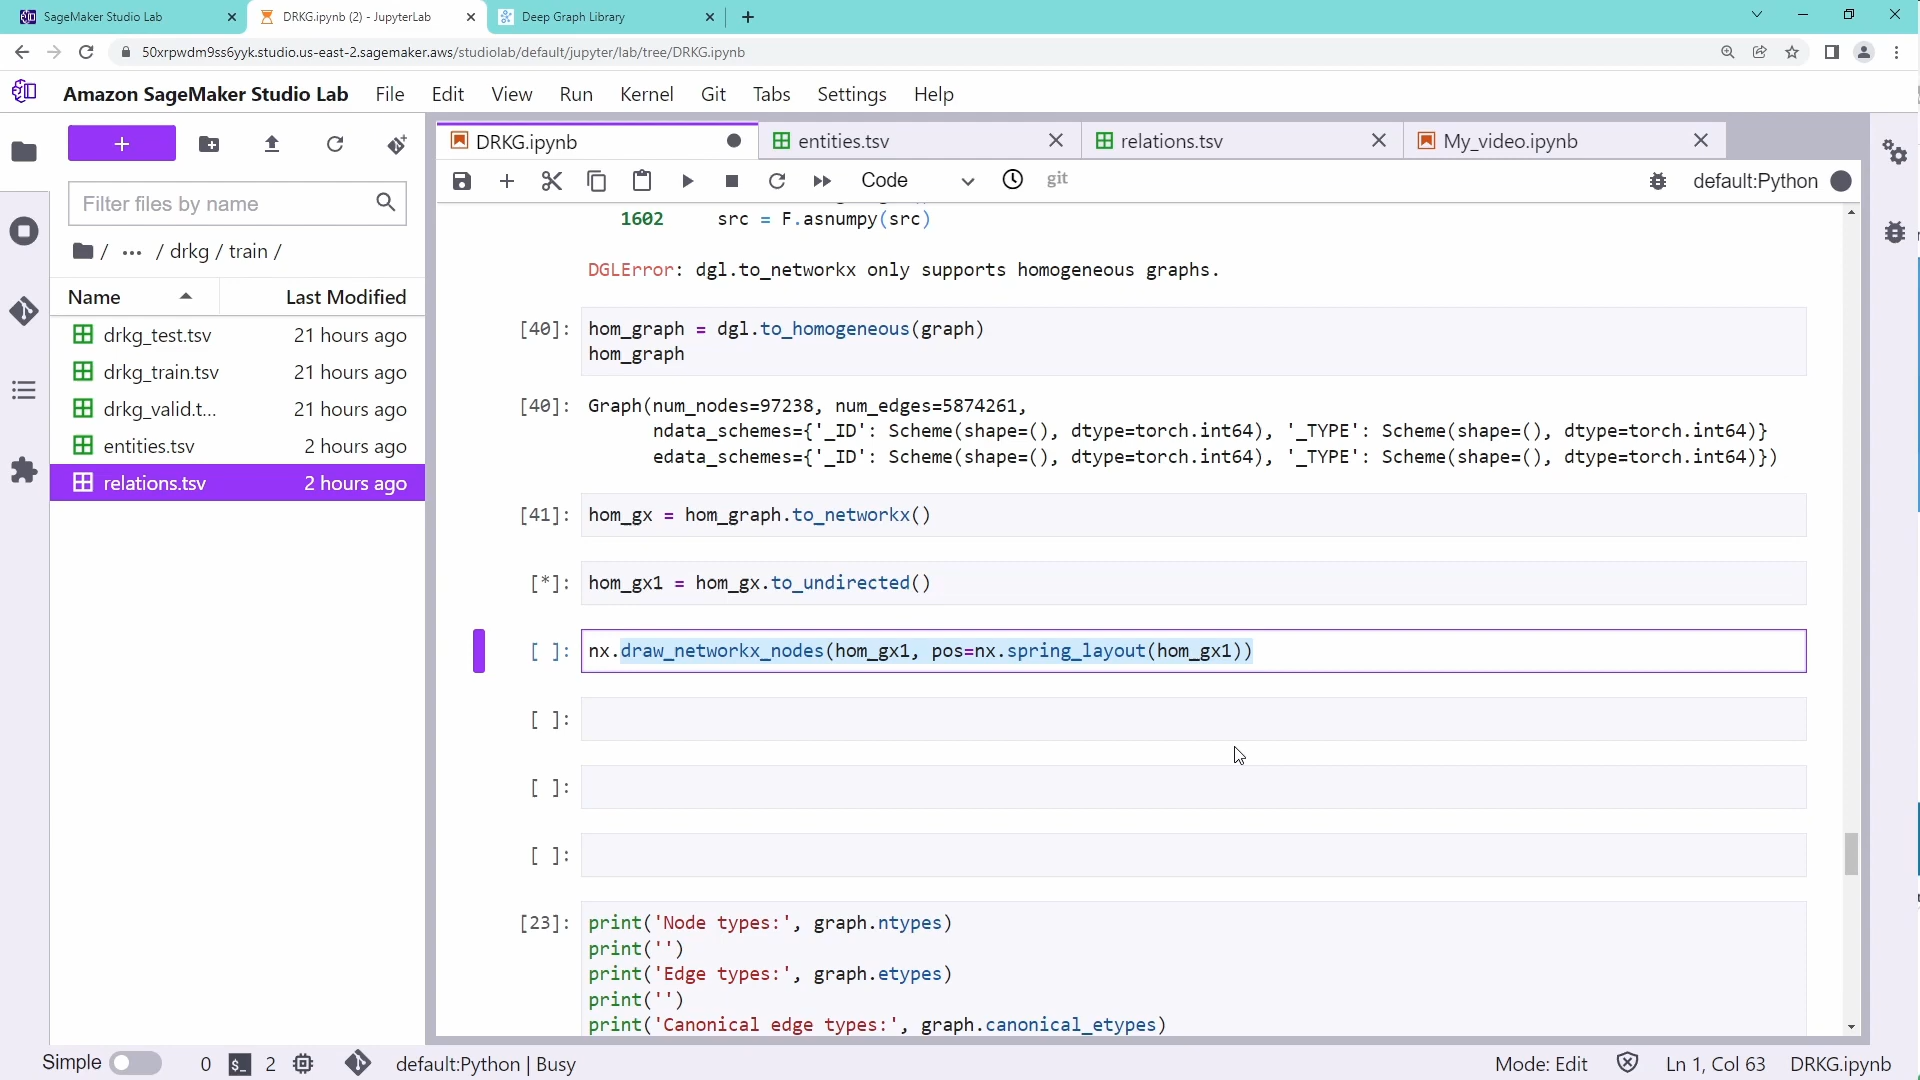 SageMaker Studio Lab
DRKG.ipynb (2) - JupyterLab
Deep Graph Library
50xrpwdm9ss6yyk.studio.us-east-2.sagemaker.aws/studiolab/default/jupyter/lab/tree/DRKG.ipynb
Amazon SageMaker Studio Lab
File Edit View Run Kernel Git Tabs Settings Help
DRKG.ipynb
entities.tsv
relations.tsv
My_video.ipynb
Code
git
default:Python
Filter files by name
/ ... / drkg / train /
Name Last Modified
drkg_test.tsv 21 hours ago
drkg_train.tsv 21 hours ago
drkg_valid.t... 21 hours ago
entities.tsv 2 hours ago
relations.tsv 2 hours ago
1602 src = F.asnumpy(src)
DGLError: dgl.to_networkx only supports homogeneous graphs.
[40]: hom_graph = dgl.to_homogeneous(graph)
hom_graph
[40]: Graph(num_nodes=97238, num_edges=5874261,
ndata_schemes={'_ID': Scheme(shape=(), dtype=torch.int64), '_TYPE': Scheme(shape=(), dtype=torch.int64)}
edata_schemes={'_ID': Scheme(shape=(), dtype=torch.int64), '_TYPE': Scheme(shape=(), dtype=torch.int64)})
[41]: hom_gx = hom_graph.to_networkx()
[*]: hom_gx1 = hom_gx.to_undirected()
[ ]: nx.draw_networkx_nodes(hom_gx1, pos=nx.spring_layout(hom_gx1))
[ ]:
[ ]:
[ ]:
[23]: print('Node types:', graph.ntypes)
print('')
print('Edge types:', graph.etypes)
print('')
print('Canonical edge types:', graph.canonical_etypes)
Simple 0 $_ 2 default:Python | Busy Mode: Edit Ln 1, Col 63 DRKG.ipynb